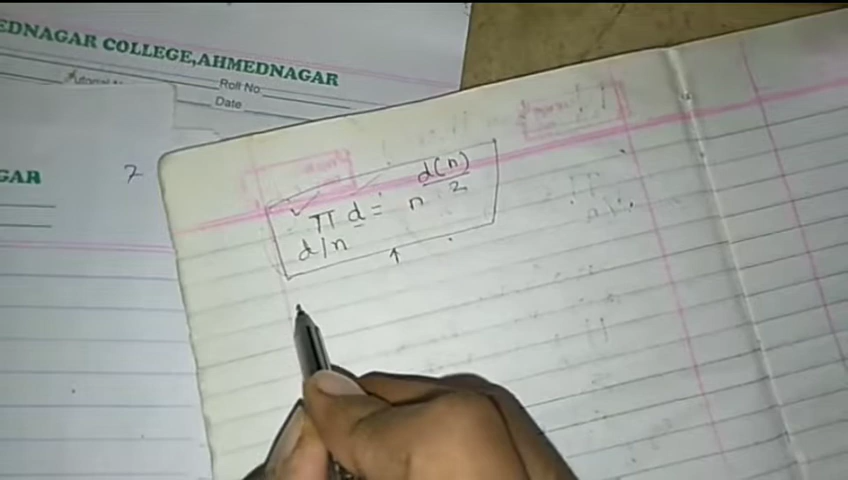 EDNAGAR COLLEGE, AHMEDNAGAR
Roll No.
Date
GAR
7
∏ d = n^(d(n)/2)
d|n